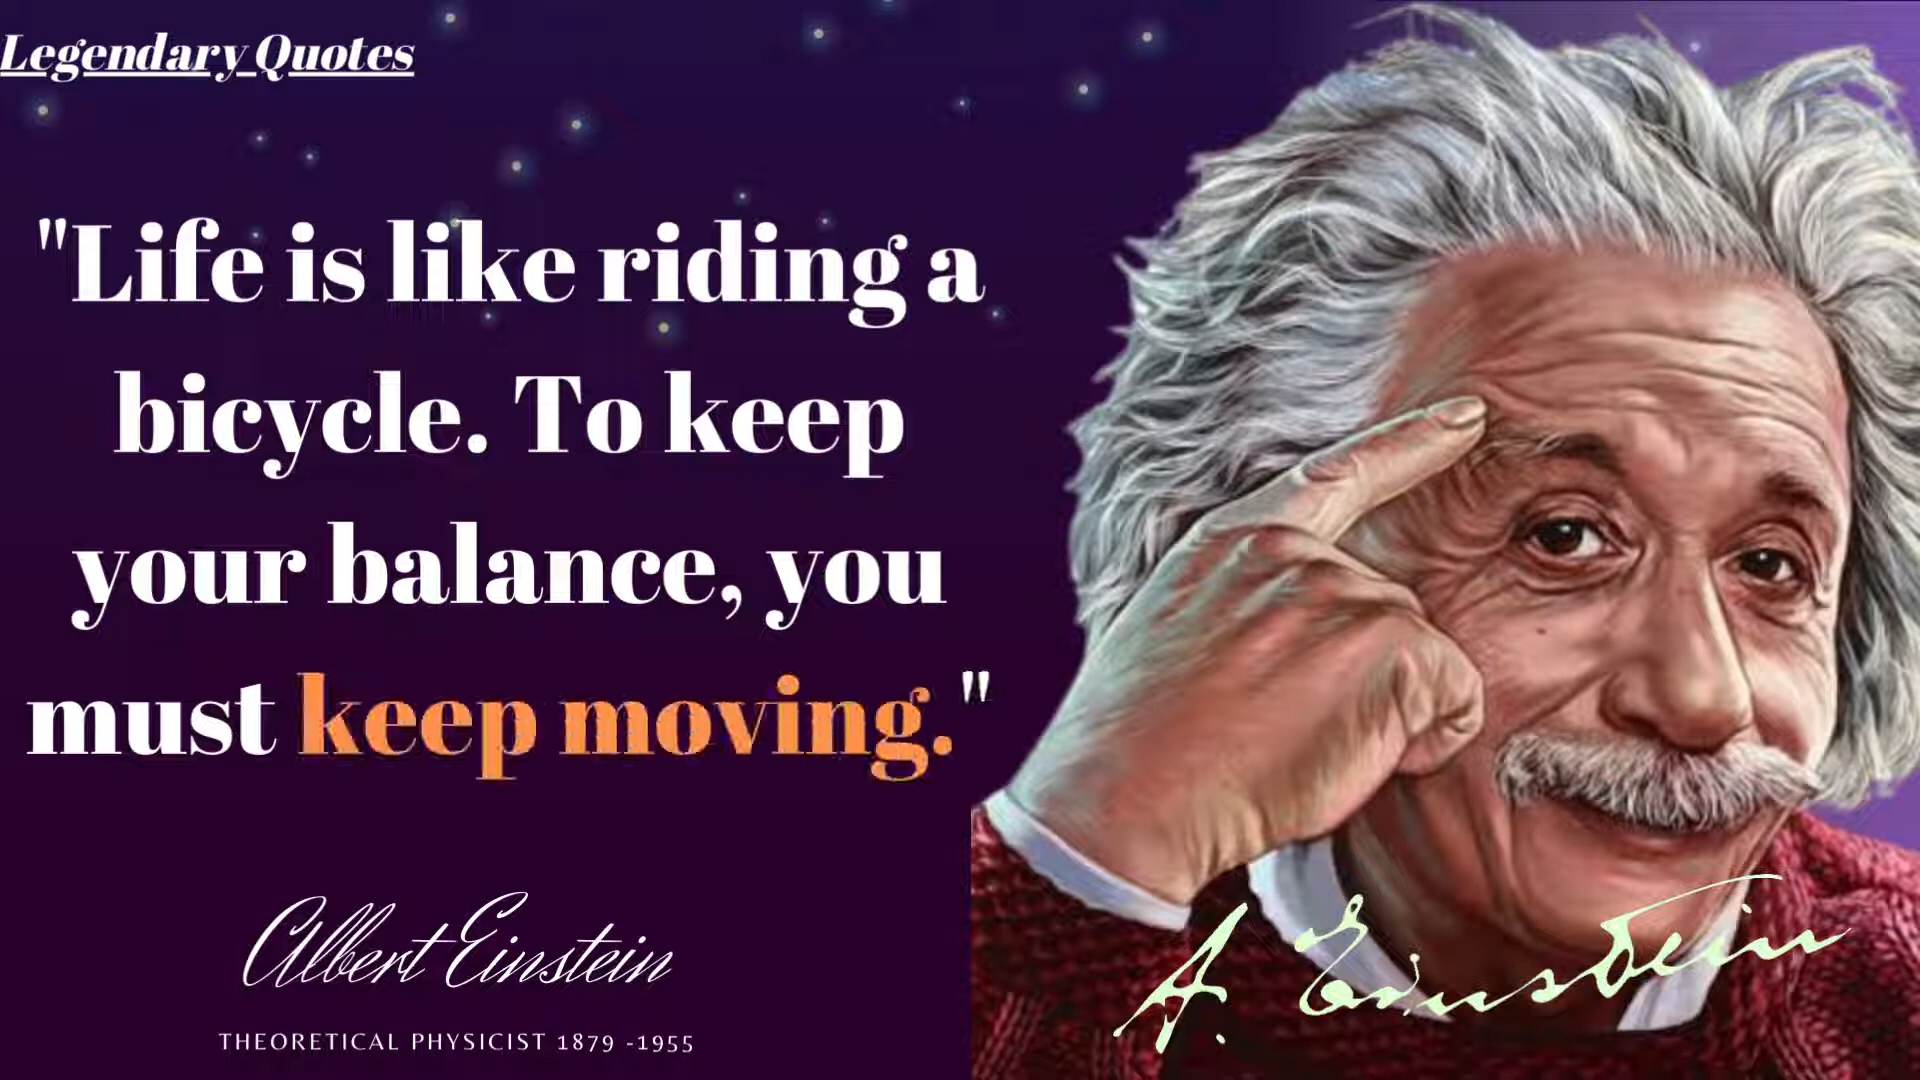 Legendary Quotes
"Life is like riding a
bicycle. To keep
your balance, you
must keep moving."
Albert Einstein
THEORETICAL PHYSICIST 1879 -1955
A. Einstein